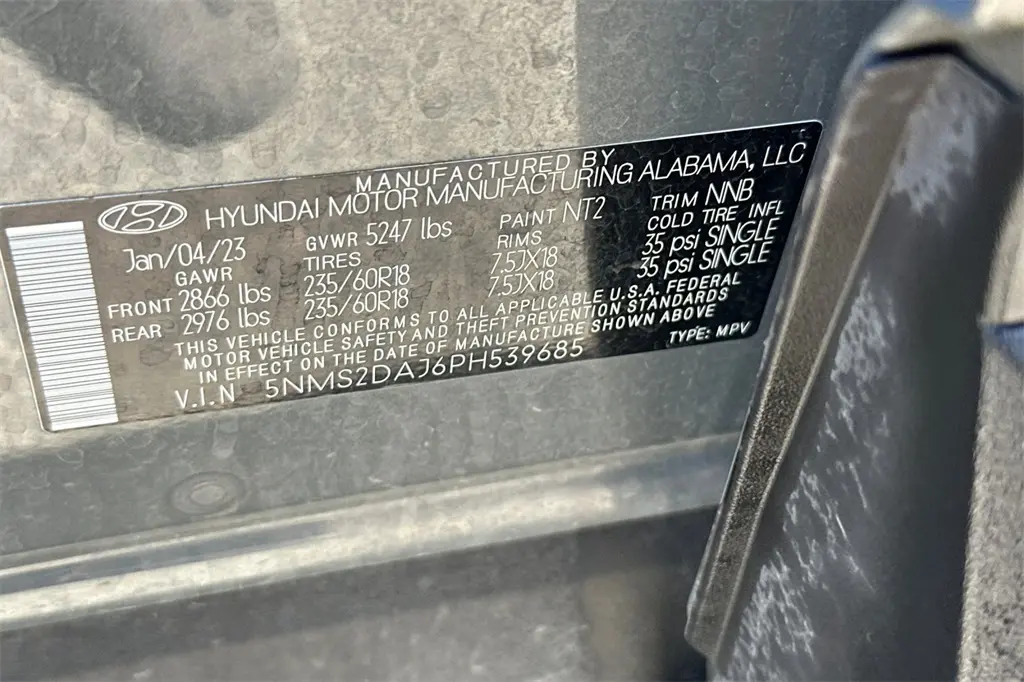 MANUFACTURED BY
HYUNDAI MOTOR MANUFACTURING ALABAMA, LLC
Jan/04/23 GVWR 5247 lbs PAINT NT2 TRIM NNB
GAWR TIRES RIMS COLD TIRE INFL
FRONT 2866 lbs 235/60R18 7.5JX18 35 psi SINGLE
REAR 2976 lbs 235/60R18 7.5JX18 35 psi SINGLE
THIS VEHICLE CONFORMS TO ALL APPLICABLE U.S.A. FEDERAL
MOTOR VEHICLE SAFETY AND THEFT PREVENTION STANDARDS
IN EFFECT ON THE DATE OF MANUFACTURE SHOWN ABOVE
V.I.N 5NMS2DAJ6PH539685 TYPE: MPV